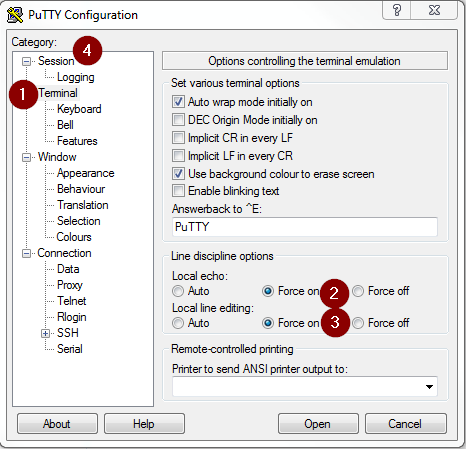 PuTTY Configuration
?
Category:
4
Session
Logging
1
Terminal
Keyboard
Bell
Features
Window
Appearance
Behaviour
Translation
Selection
Colours
Connection
Data
Proxy
Telnet
Rlogin
SSH
Serial
Options controlling the terminal emulation
Set various terminal options
Auto wrap mode initially on
DEC Origin Mode initially on
Implicit CR in every LF
Implicit LF in every CR
Use background colour to erase screen
Enable blinking text
Answerback to ^E:
PuTTY
Line discipline options
Local echo:
Auto Force on 2 Force off
Local line editing:
Auto Force on 3 Force off
Remote-controlled printing
Printer to send ANSI printer output to:
About Help Open Cancel